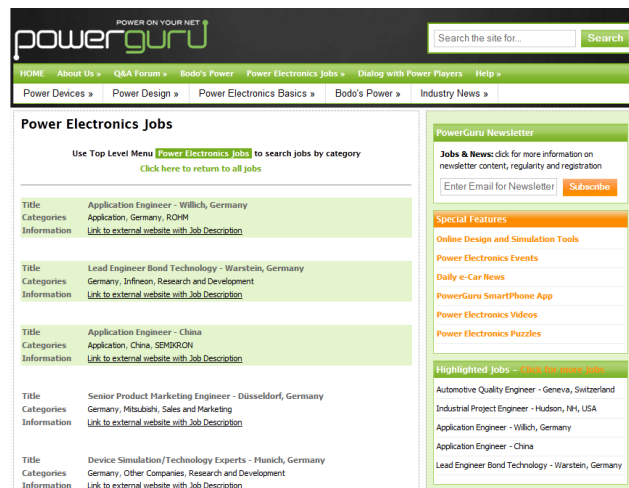 POWER ON YOUR NET
powerguru
Search the site for...
Search
HOME About Us » Q&A Forum » Bodo's Power Power Electronics Jobs » Dialog with Power Players Help »
Power Devices » Power Design » Power Electronics Basics » Bodo's Power » Industry News »
Power Electronics Jobs
Use Top Level Menu Power Electronics Jobs to search jobs by category
Click here to return to all jobs
Title Application Engineer - Willich, Germany
Categories Application, Germany, ROHM
Information Link to external website with Job Description
Title Lead Engineer Bond Technology - Warstein, Germany
Categories Germany, Infineon, Research and Development
Information Link to external website with Job Description
Title Application Engineer - China
Categories Application, China, SEMIKRON
Information Link to external website with Job Description
Title Senior Product Marketing Engineer - Düsseldorf, Germany
Categories Germany, Mitsubishi, Sales and Marketing
Information Link to external website with Job Description
Title Device Simulation/Technology Experts - Munich, Germany
Categories Germany, Other Companies, Research and Development
Information Link to external website with Job Description
PowerGuru Newsletter
Jobs & News: click for more information on
newsletter content, regularity and registration
Enter Email for Newsletter
Subscribe
Special Features
Online Design and Simulation Tools
Power Electronics Events
Daily e-Car News
PowerGuru SmartPhone App
Power Electronics Videos
Power Electronics Puzzles
Highlighted Jobs – Click for more jobs
Automotive Quality Engineer - Geneva, Switzerland
Industrial Project Engineer - Hudson, NH, USA
Application Engineer - Willich, Germany
Application Engineer - China
Lead Engineer Bond Technology - Warstein, Germany